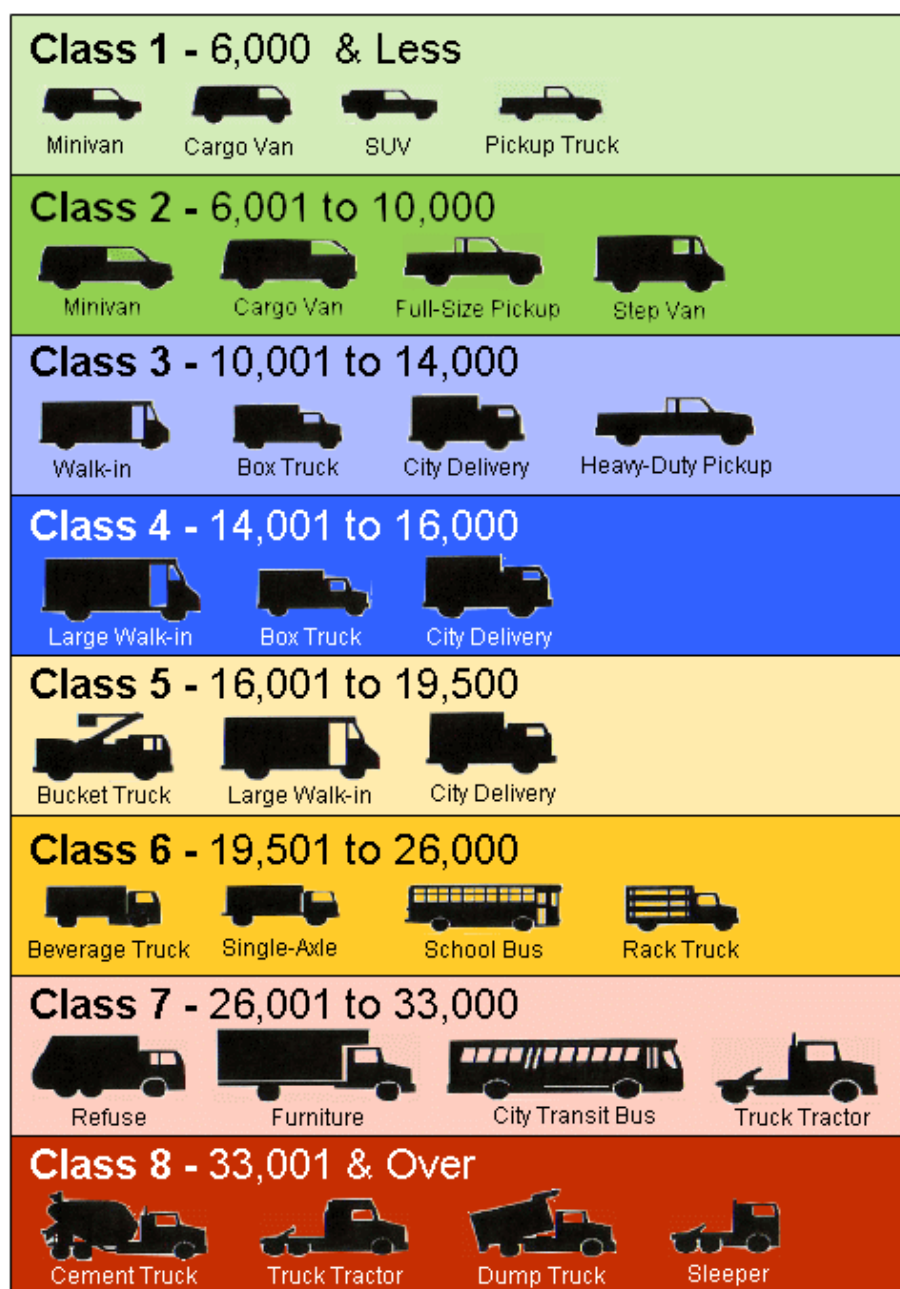 Class 1 - 6,000 & Less
Minivan Cargo Van SUV Pickup Truck
Class 2 - 6,001 to 10,000
Minivan Cargo Van Full-Size Pickup Step Van
Class 3 - 10,001 to 14,000
Walk-in Box Truck City Delivery Heavy-Duty Pickup
Class 4 - 14,001 to 16,000
Large Walk-in Box Truck City Delivery
Class 5 - 16,001 to 19,500
Bucket Truck Large Walk-in City Delivery
Class 6 - 19,501 to 26,000
Beverage Truck Single-Axle School Bus Rack Truck
Class 7 - 26,001 to 33,000
Refuse Furniture City Transit Bus Truck Tractor
Class 8 - 33,001 & Over
Cement Truck Truck Tractor Dump Truck Sleeper